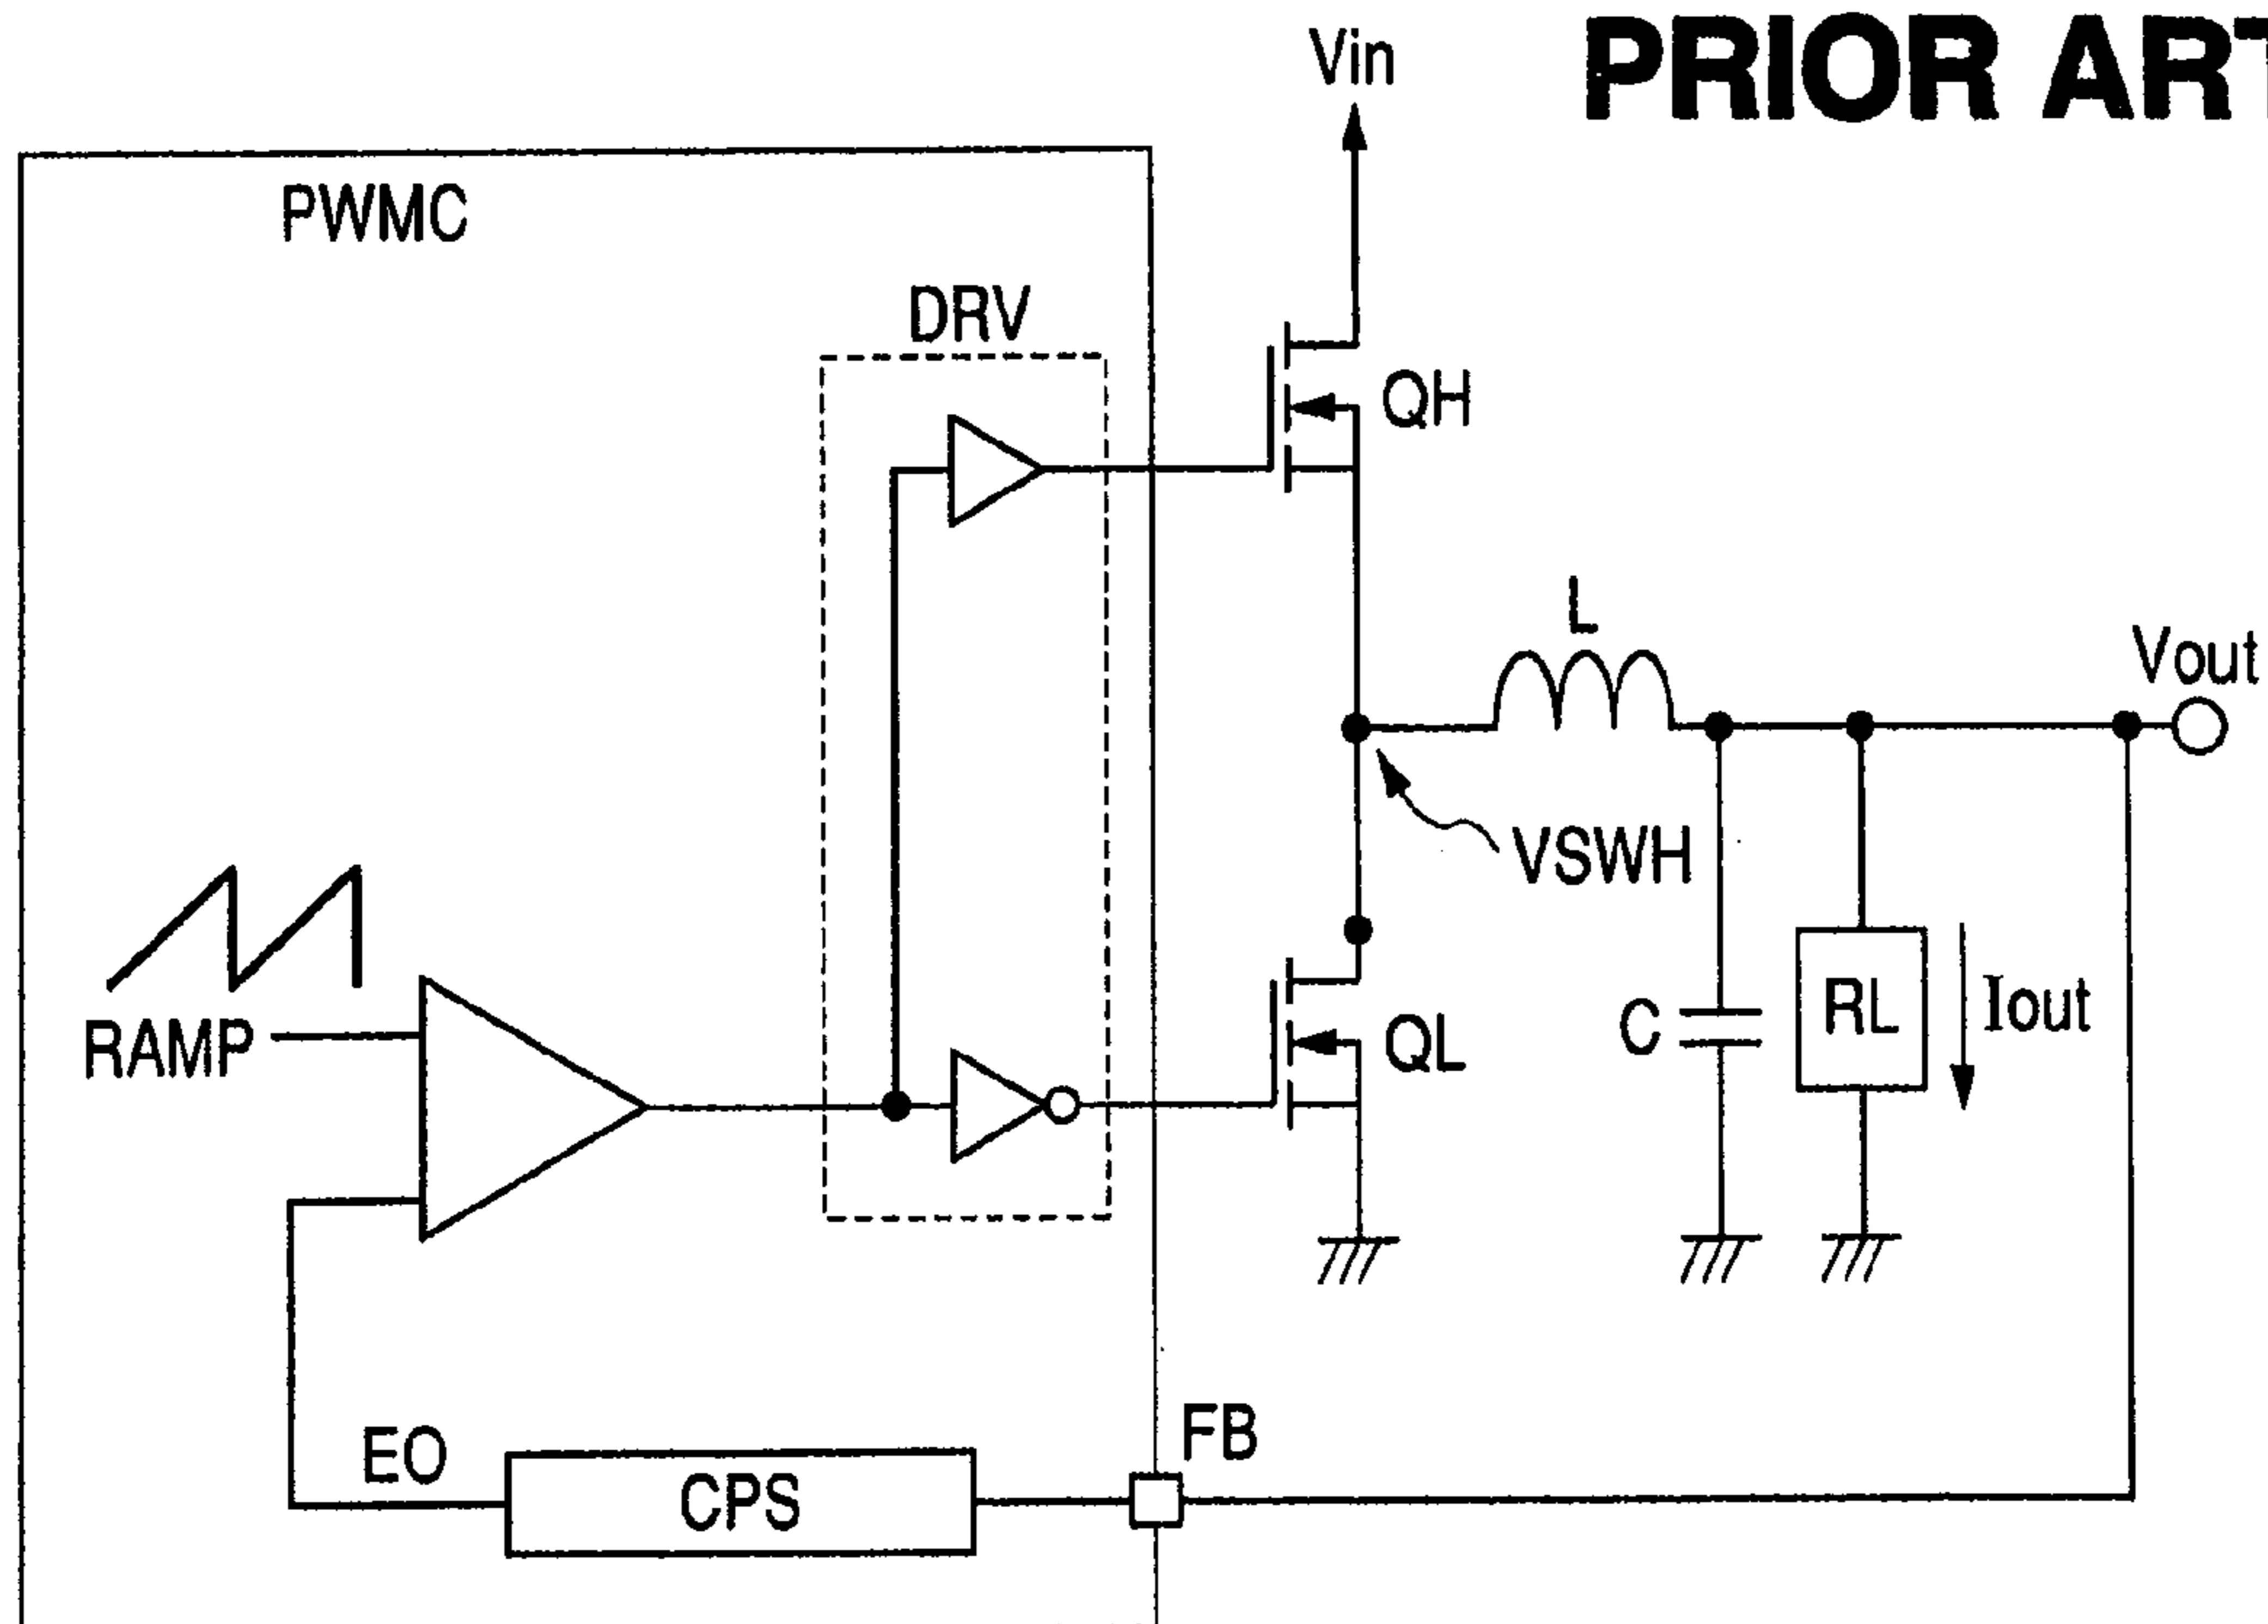 PRIOR ART
Vin
PWMC
DRV
QH
L
Vout
VSWH
RAMP
QL
C
RL
Iout
EO
CPS
FB